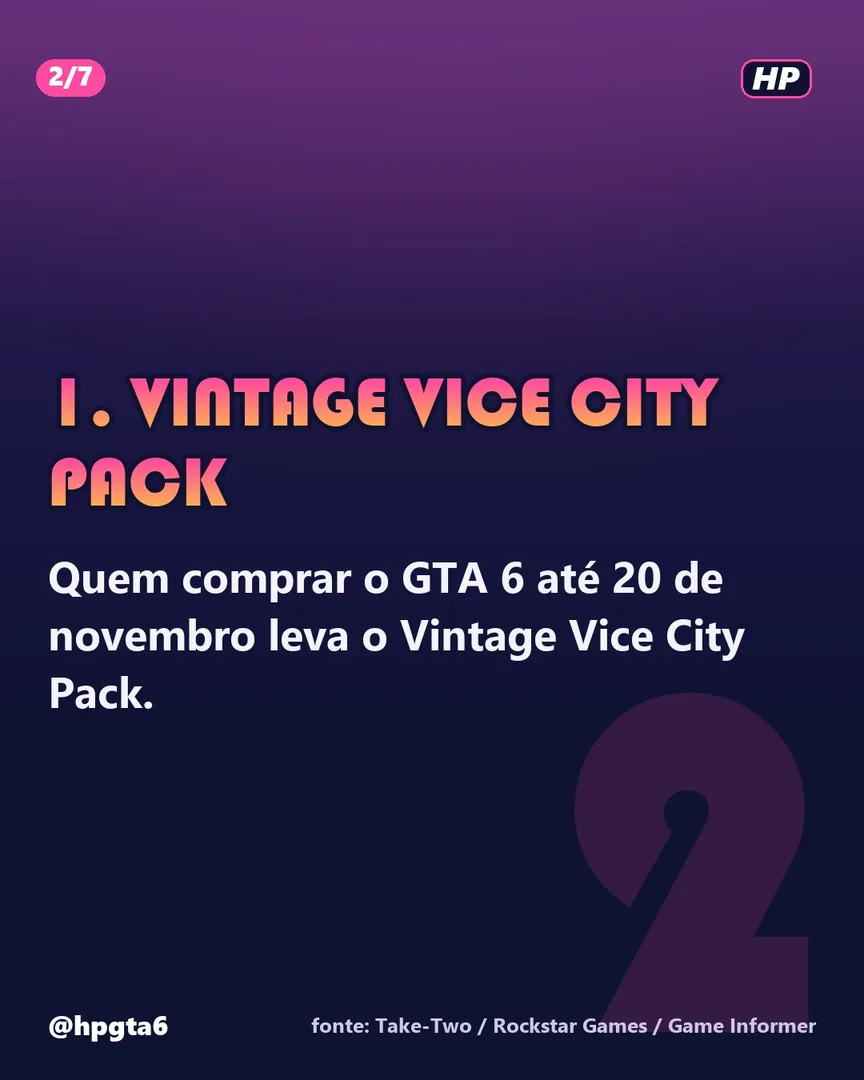 2/7
HP
1. VINTAGE VICE CITY
PACK
Quem comprar o GTA 6 até 20 de
novembro leva o Vintage Vice City
Pack.
2
@hpgta6
fonte: Take-Two / Rockstar Games / Game Informer